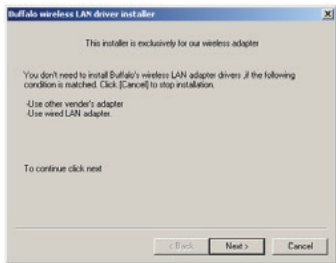 Buffalo wireless LAN driver installer
This installer is exclusively for our wireless adapter
You don't need to install Buffalo's wireless LAN adapter drivers ,if the following
condition is matched. Click [Cancel] to stop installation.
-Use other vender's adapter
-Use wired LAN adapter.
To continue click next
< Back
Next >
Cancel